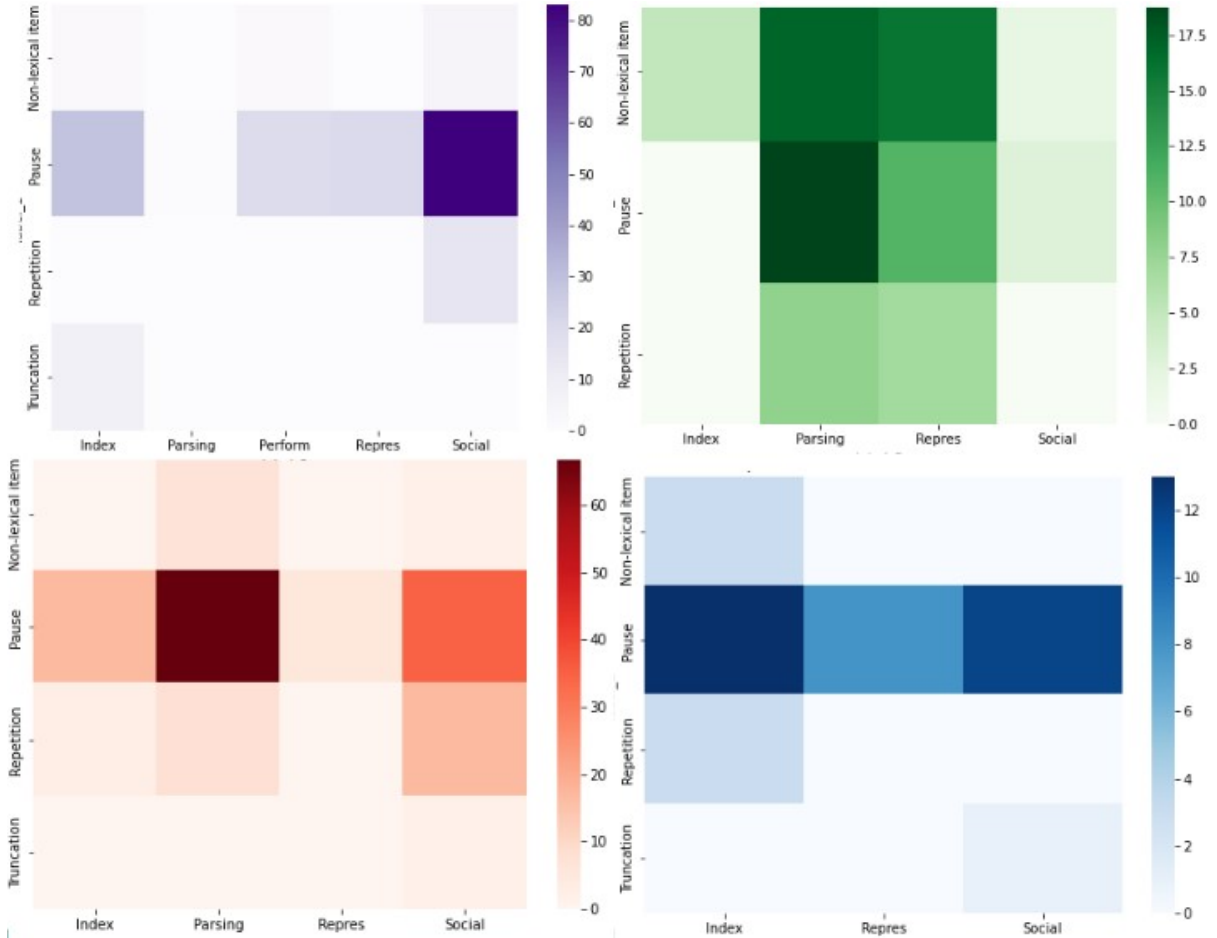 Non-lexical item
Pause
Repetition
Truncation
Index Parsing Perform Repres Social
80
70
60
50
40
30
20
10
0
Non-lexical item
Pause
Repetition
Index Parsing Repres Social
17.5
15.0
12.5
10.0
7.5
5.0
2.5
0.0
Non-lexical item
Pause
Repetition
Truncation
Index Parsing Repres Social
60
50
40
30
20
10
0
Non-lexical item
Pause
Repetition
Truncation
Index Repres Social
12
10
8
6
4
2
0